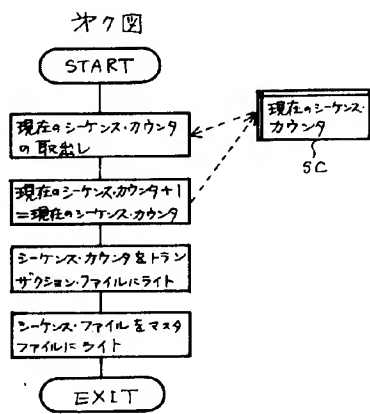 第7図
START
現在のシーケンス・カウンタ
の取出し
現在のシーケンス・
カウンタ
SC
現在のシーケンス・カウンタ+1
=現在のシーケンス・カウンタ
シーケンス・カウンタをトラン
ザクション・ファイルにライト
シーケンス・ファイルをマスタ
ファイルにライト
EXIT